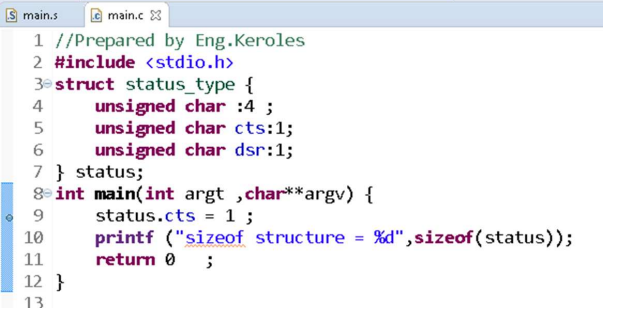 main.s main.c
1 //Prepared by Eng.Keroles
2 #include <stdio.h>
3 struct status_type {
4 unsigned char :4 ;
5 unsigned char cts:1;
6 unsigned char dsr:1;
7 } status;
8 int main(int argt ,char**argv) {
9 status.cts = 1 ;
10 printf ("sizeof structure = %d",sizeof(status));
11 return 0 ;
12 }
13